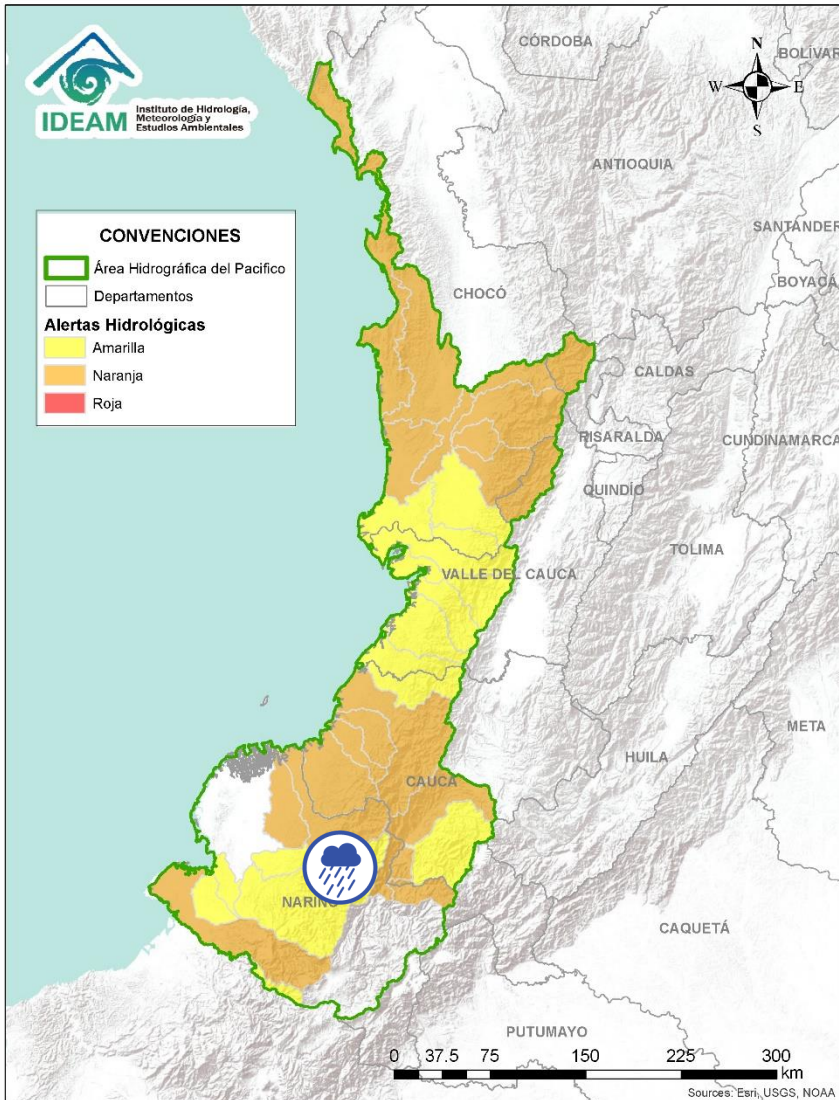 IDEAM
Instituto de Hidrología,
Meteorología y
Estudios Ambientales
CÓRDOBA
BOLÍVAR
N
W
E
S
ANTIOQUIA
SANTANDER
BOYACÁ
CONVENCIONES
Área Hidrográfica del Pacifico
Departamentos
Alertas Hidrológicas
Amarilla
Naranja
Roja
CHOCÓ
CALDAS
RISARALDA
CUNDINAMARCA
QUINDÍO
TOLIMA
VALLE DEL CAUCA
META
HUILA
CAUCA
NARIÑO
CAQUETÁ
PUTUMAYO
0 37.5 75 150 225 300
km
Sources: Esri, USGS, NOAA